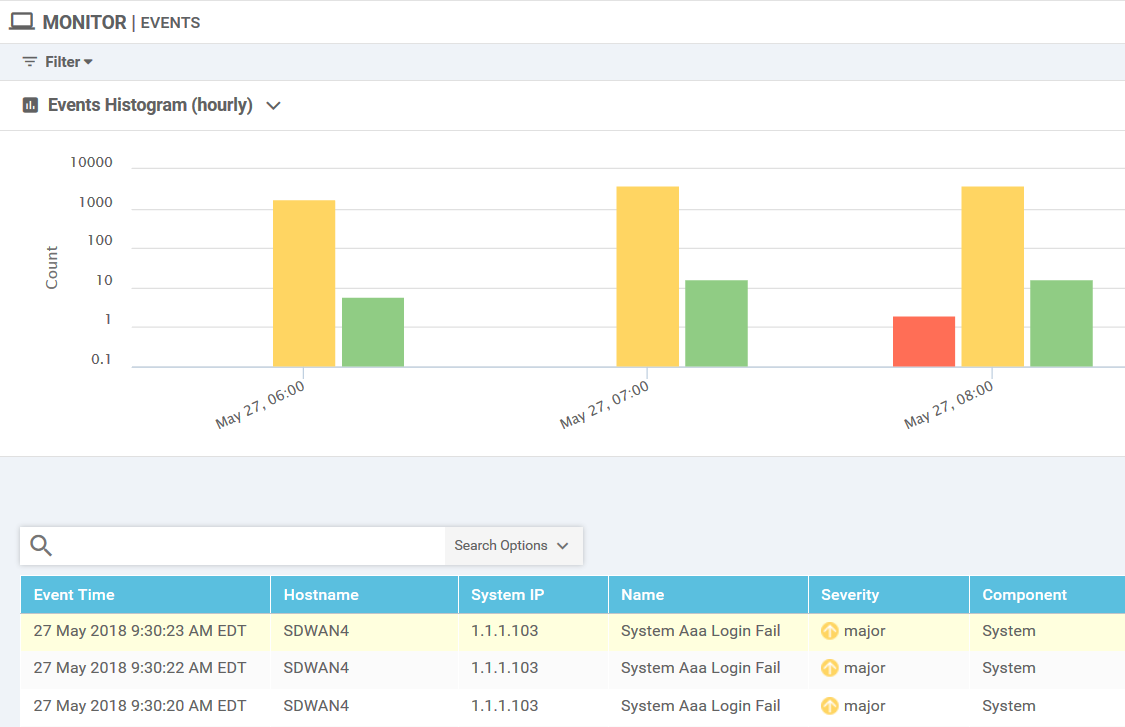 MONITOR | EVENTS
Filter
Events Histogram (hourly)
10000
1000
100
10
1
0.1
Count
May 27, 06:00
May 27, 07:00
May 27, 08:00
Search Options
Event Time Hostname System IP Name Severity Component
27 May 2018 9:30:23 AM EDT SDWAN4 1.1.1.103 System Aaa Login Fail major System
27 May 2018 9:30:22 AM EDT SDWAN4 1.1.1.103 System Aaa Login Fail major System
27 May 2018 9:30:20 AM EDT SDWAN4 1.1.1.103 System Aaa Login Fail major System